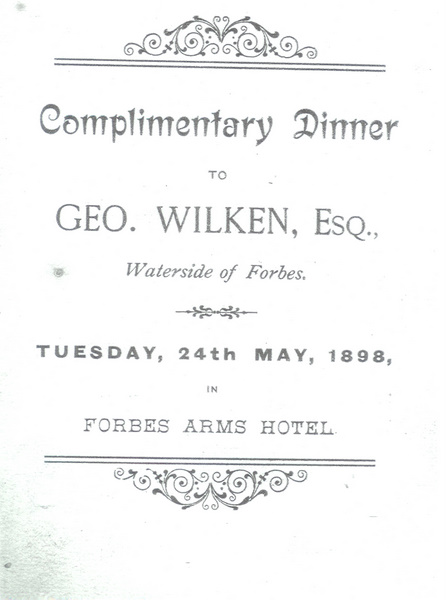 Complimentary Dinner
TO
GEO. WILKEN, ESQ.,
Waterside of Forbes.
TUESDAY, 24th MAY, 1898,
IN
FORBES ARMS HOTEL.